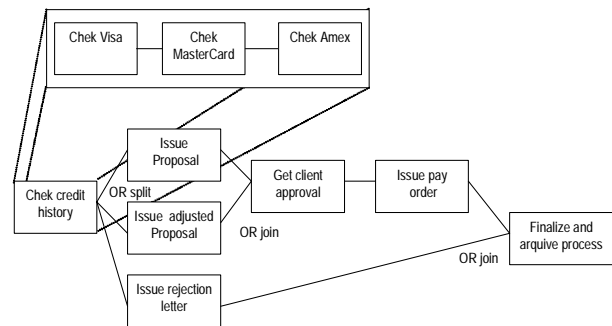 Chek Visa
Chek
MasterCard
Chek Amex
Issue
Proposal
Chek credit
history
OR split
Issue adjusted
Proposal
Get client
approval
OR join
Issue pay
order
Finalize and
arquive process
OR join
Issue rejection
letter